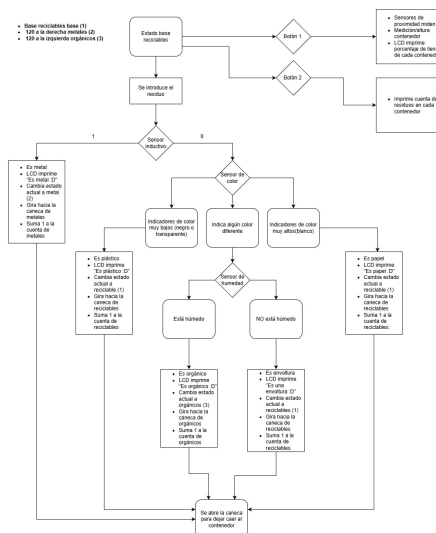 Base reciclables base (1)
120 a la derecha metales (2)
120 a la izquierda orgánicos (3)
Estado base
reciclables
Botón 1
Sensores de
proximidad miden
Medición/altura
contenedor
LCD imprime
porcentaje de
de cada
Botón 2
Imprime cuenta de
residuos en cada
contenedor
Se introduce el
residuo
Sensor
inductivo
1
0
Es metal
LCD imprime
"Es metal :D"
Cambia estado
actual a metal
(2)
Gira hacia la
caneca de
metales
Suma 1 a la
cuenta de
metales
Sensor de
color
Indicadores de color
muy bajos (negro o
transparente)
Indica algún color
diferente
Indicadores de color
muy altos(blanco)
Es plástico
LCD imprime
"Es plástico :D"
Cambia estado
actual a
reciclable (1)
Gira hacia la
caneca de
reciclables
Suma 1 a la
cuenta de
reciclables
Sensor de
humedad
Es papel
LCD imprime
"Es papel :D"
Cambia estado
actual a
reciclable (1)
Gira hacia la
caneca de
reciclables
Suma 1 a la
cuenta de
reciclables
Está húmedo
NO está húmedo
Es orgánico
LCD imprime
"Es orgánico :D"
Cambia estado
actual a
orgánicos (3)
Gira hacia la
caneca de
orgánicos
Suma 1 a la
cuenta de
orgánicos
Es envoltura
LCD imprime
"Es una
envoltura :D"
Cambia estado
actual a
reciclables (1)
Gira hacia la
caneca de
reciclables
Suma 1 a la
cuenta de
reciclables
Se abre la caneca
para dejar caer al
contenedor